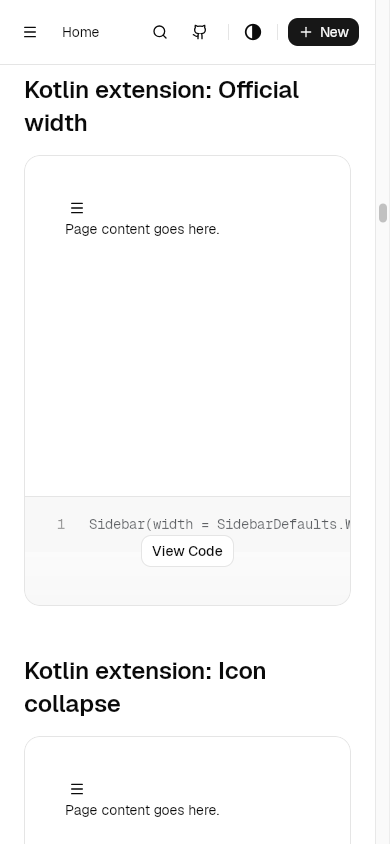 Home
New
Kotlin extension: Official
width
Page content goes here.
1 Sidebar(width = SidebarDefaults.
View Code
Kotlin extension: Icon
collapse
Page content goes here.